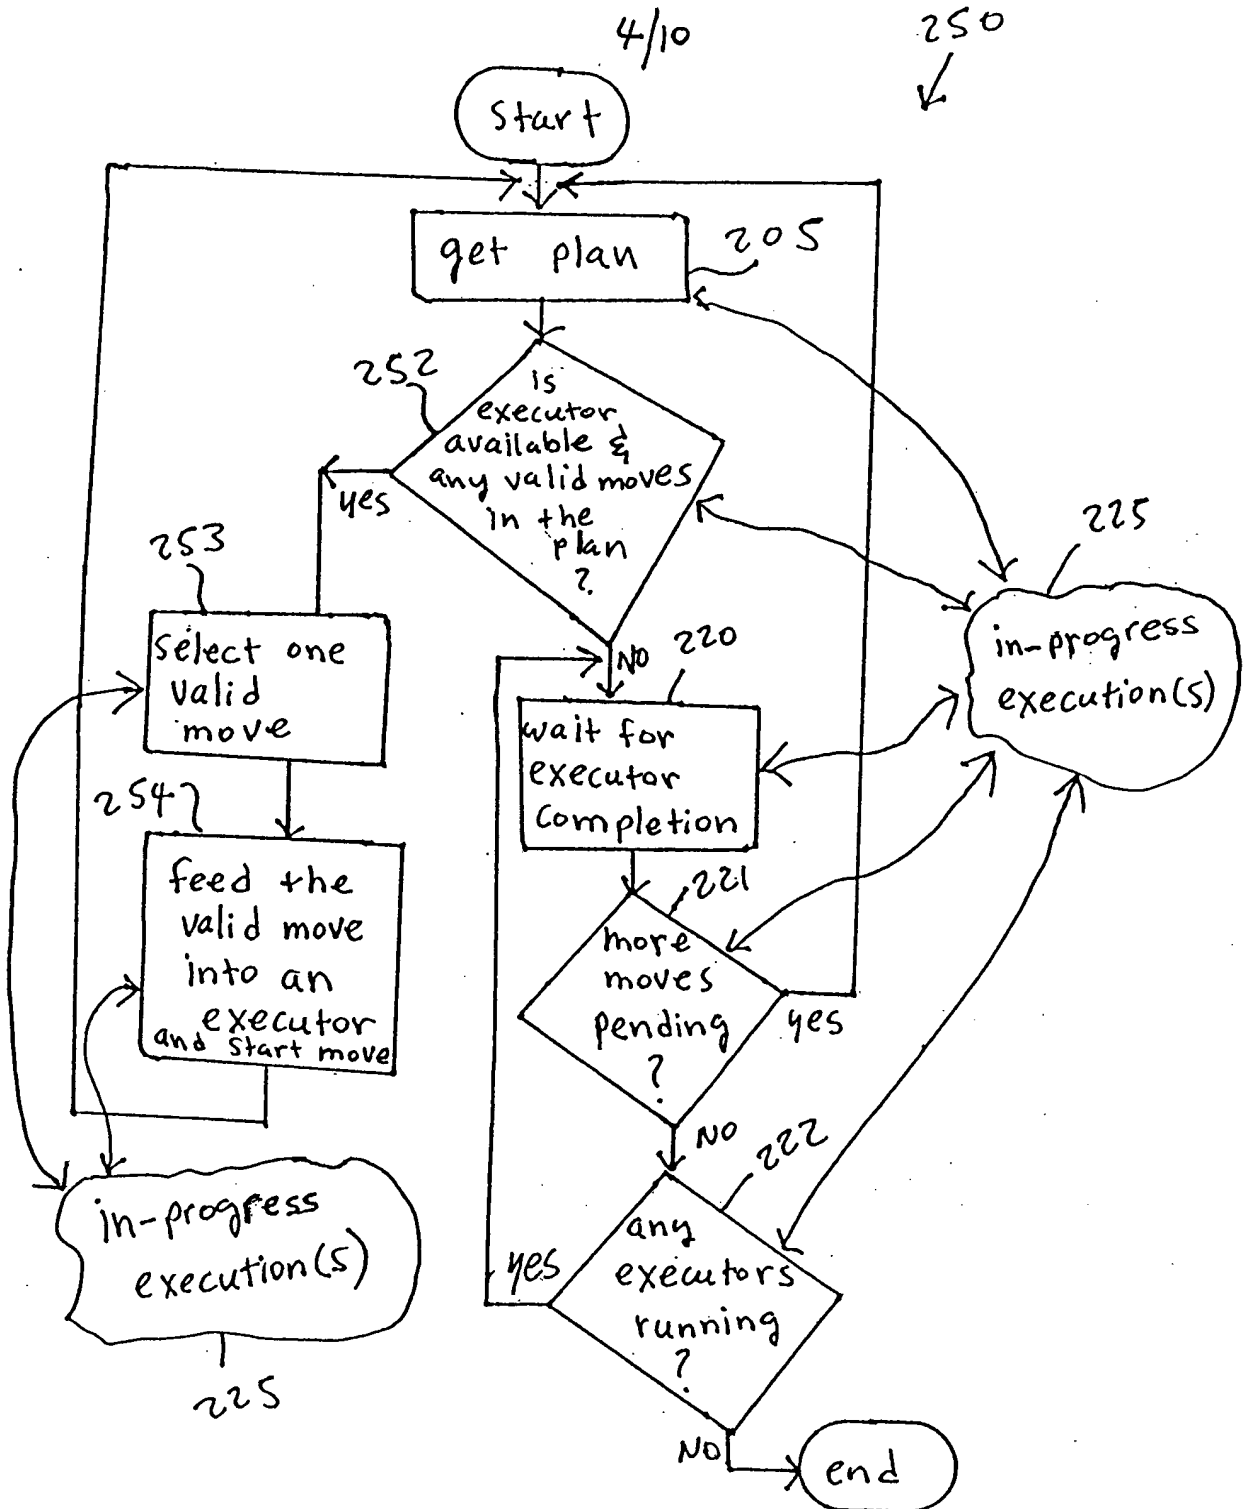 4/10
250
Start
get plan
205
252
is
executor
available &
any valid moves
in the
plan
?
yes
253
select one
valid
move
254
feed the
valid move
into an
executor
and start move
NO
220
wait for
executor
completion
225
in-progress
execution(s)
221
more
moves
pending
?
yes
NO
222
any
executors
running
?
yes
in-progress
execution(s)
225
NO
end